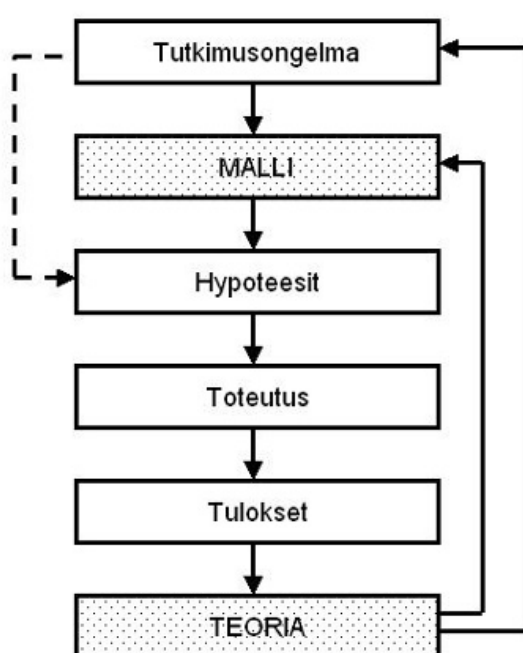 Tutkimusongelma
MALLI
Hypoteesit
Toteutus
Tulokset
TEORIA